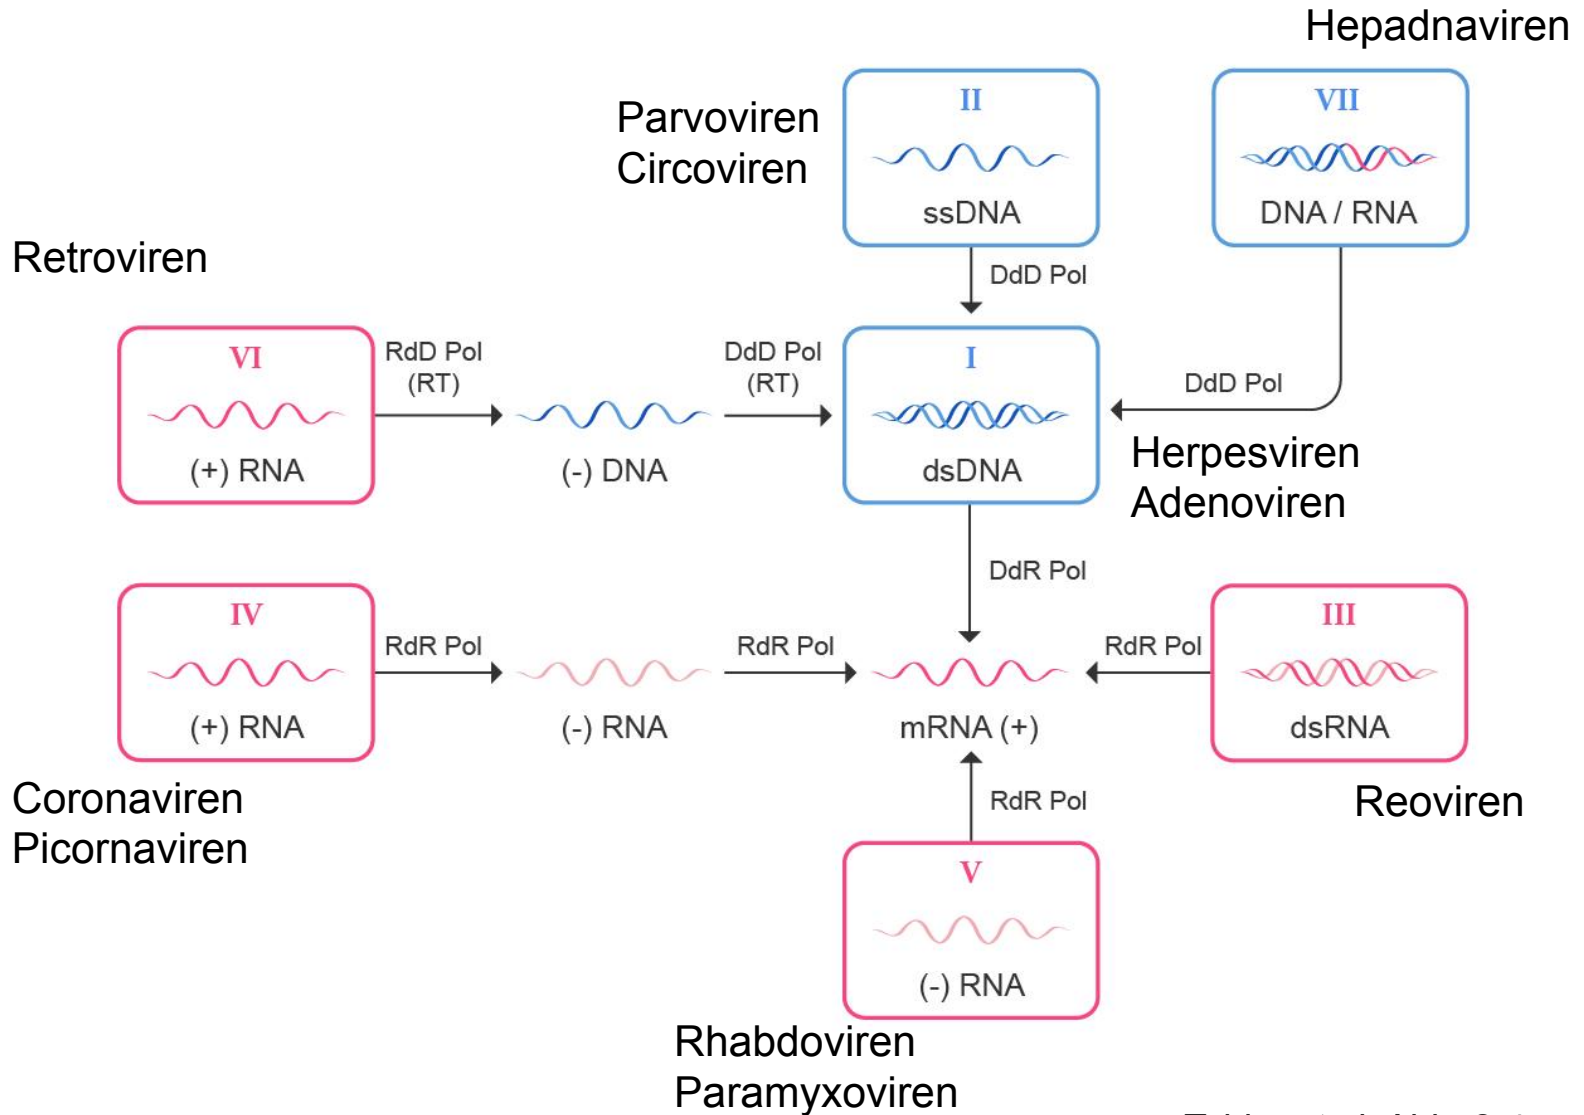 Hepadnaviren
Parvoviren
Circoviren
II
ssDNA
VII
DNA / RNA
DdD Pol
Retroviren
VI
(+) RNA
RdD Pol
(RT)
(-) DNA
DdD Pol
(RT)
I
dsDNA
DdD Pol
Herpesviren
Adenoviren
DdR Pol
IV
(+) RNA
RdR Pol
(-) RNA
RdR Pol
mRNA (+)
RdR Pol
III
dsRNA
Coronaviren
Picornaviren
Reoviren
RdR Pol
V
(-) RNA
Rhabdoviren
Paramyxoviren